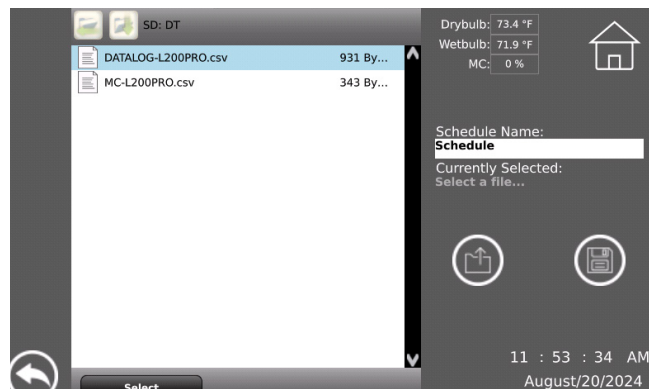 SD: DT
DATALOG-L200PRO.csv 931 By...
MC-L200PRO.csv 343 By...
Select
Drybulb: 73.4 °F
Wetbulb: 71.9 °F
MC: 0 %
Schedule Name:
Schedule
Currently Selected:
Select a file...
11 : 53 : 34 AM
August/20/2024